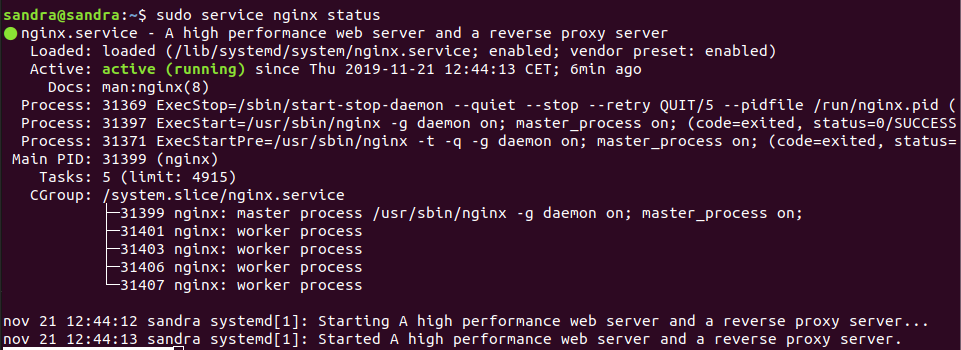 sandra@sandra:~$ sudo service nginx status
● nginx.service - A high performance web server and a reverse proxy server
   Loaded: loaded (/lib/systemd/system/nginx.service; enabled; vendor preset: enabled)
   Active: active (running) since Thu 2019-11-21 12:44:13 CET; 6min ago
     Docs: man:nginx(8)
  Process: 31369 ExecStop=/sbin/start-stop-daemon --quiet --stop --retry QUIT/5 --pidfile /run/nginx.pid (
  Process: 31397 ExecStart=/usr/sbin/nginx -g daemon on; master_process on; (code=exited, status=0/SUCCESS
  Process: 31371 ExecStartPre=/usr/sbin/nginx -t -q -g daemon on; master_process on; (code=exited, status=
 Main PID: 31399 (nginx)
    Tasks: 5 (limit: 4915)
   CGroup: /system.slice/nginx.service
           ├─31399 nginx: master process /usr/sbin/nginx -g daemon on; master_process on;
           ├─31401 nginx: worker process
           ├─31403 nginx: worker process
           ├─31406 nginx: worker process
           └─31407 nginx: worker process
nov 21 12:44:12 sandra systemd[1]: Starting A high performance web server and a reverse proxy server...
nov 21 12:44:13 sandra systemd[1]: Started A high performance web server and a reverse proxy server.